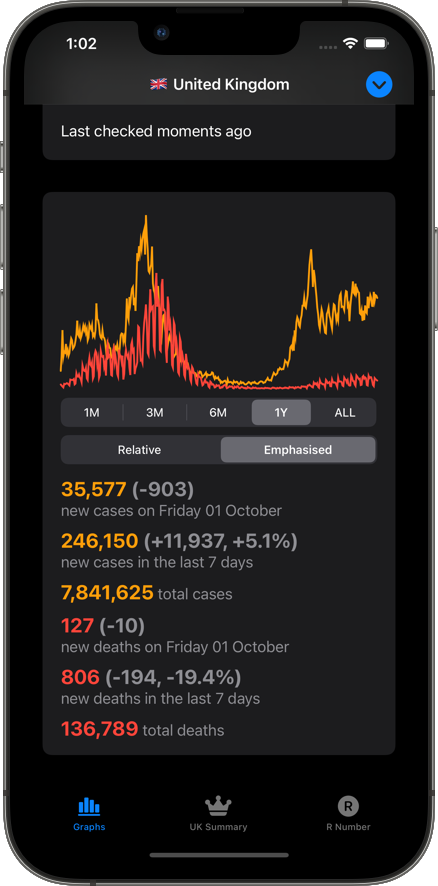 1:02
🇬🇧 United Kingdom
Last checked moments ago
1M 3M 6M 1Y ALL
Relative Emphasised
35,577 (-903)
new cases on Friday 01 October
246,150 (+11,937, +5.1%)
new cases in the last 7 days
7,841,625 total cases
127 (-10)
new deaths on Friday 01 October
806 (-194, -19.4%)
new deaths in the last 7 days
136,789 total deaths
R
Graphs UK Summary R Number